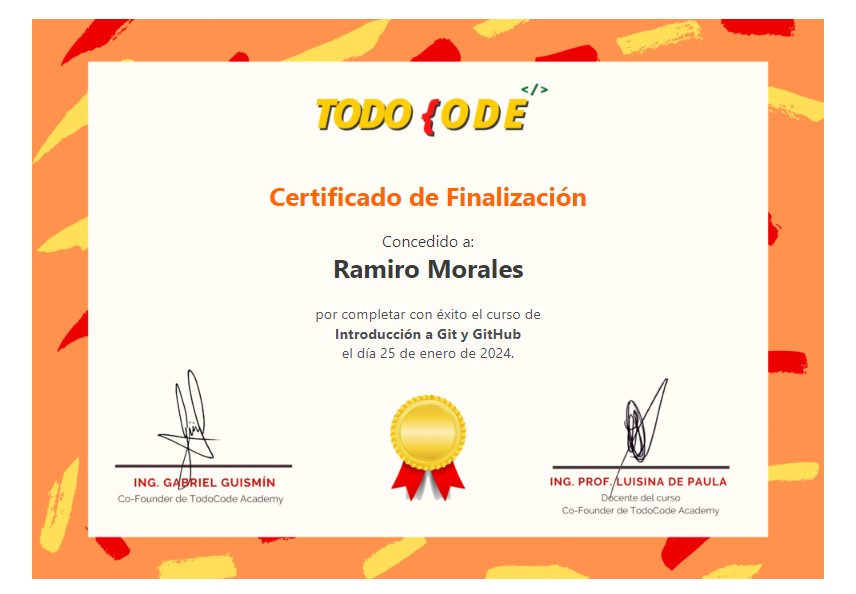 </>
TODO {ODE
Certificado de Finalización
Concedido a:
Ramiro Morales
por completar con éxito el curso de
Introducción a Git y GitHub
el día 25 de enero de 2024.
ING. GABRIEL GUISMÍN
Co-Founder de TodoCode Academy
ING. PROF. LUISINA DE PAULA
Docente del curso
Co-Founder de TodoCode Academy